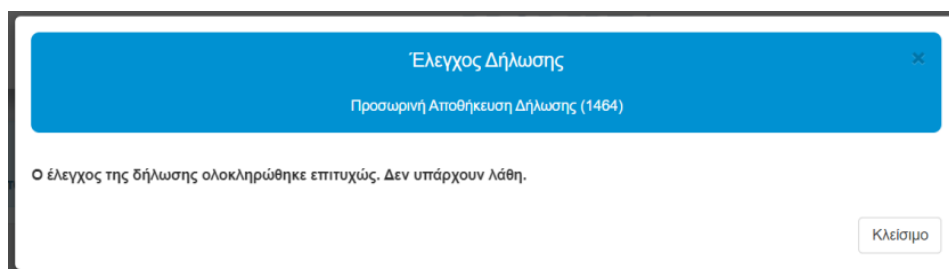 Έλεγχος Δήλωσης
×
Προσωρινή Αποθήκευση Δήλωσης (1464)
Ο έλεγχος της δήλωσης ολοκληρώθηκε επιτυχώς. Δεν υπάρχουν λάθη.
Κλείσιμο